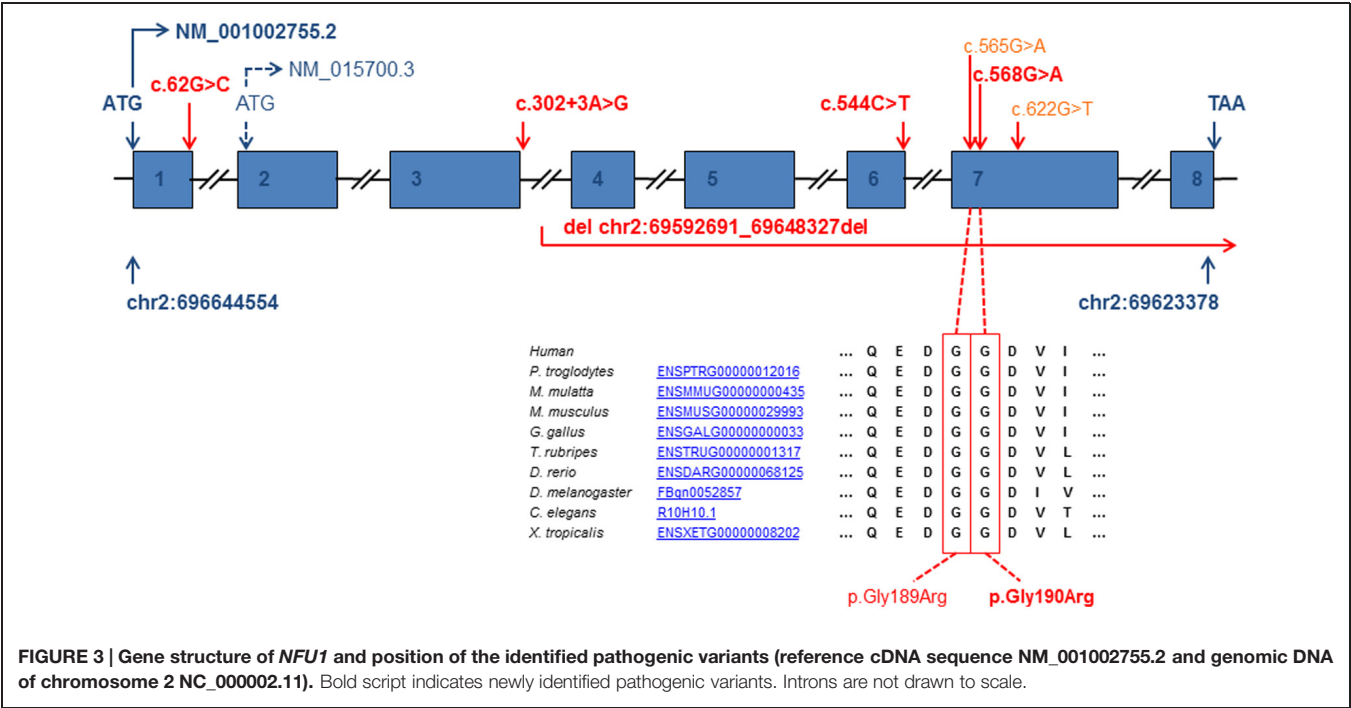 NM_001002755.2
NM_015700.3
c.62G>C
ATG
ATG
c.302+3A>G
c.544C>T
c.565G>A
c.568G>A
c.622G>T
TAA
1
2
3
4
5
6
7
8
del chr2:69592691_69648327del
chr2:696644554
chr2:69623378
Human ... Q E D G G D V I ...
P. troglodytes ENSPTRG00000012016 ... Q E D G G D V I ...
M. mulatta ENSMMUG00000000435 ... Q E D G G D V I ...
M. musculus ENSMUSG00000029993 ... Q E D G G D V I ...
G. gallus ENSGALG00000000033 ... Q E D G G D V I ...
T. rubripes ENSTRUG00000001317 ... Q E D G G D V L ...
D. rerio ENSDARG00000068125 ... Q E D G G D V L ...
D. melanogaster FBgn0052857 ... Q E D G G D I V ...
C. elegans R10H10.1 ... Q E D G G D V T ...
X. tropicalis ENSXETG00000008202 ... Q E D G G D V L ...
p.Gly189Arg
p.Gly190Arg
FIGURE 3 | Gene structure of NFU1 and position of the identified pathogenic variants (reference cDNA sequence NM_001002755.2 and genomic DNA
of chromosome 2 NC_000002.11). Bold script indicates newly identified pathogenic variants. Introns are not drawn to scale.